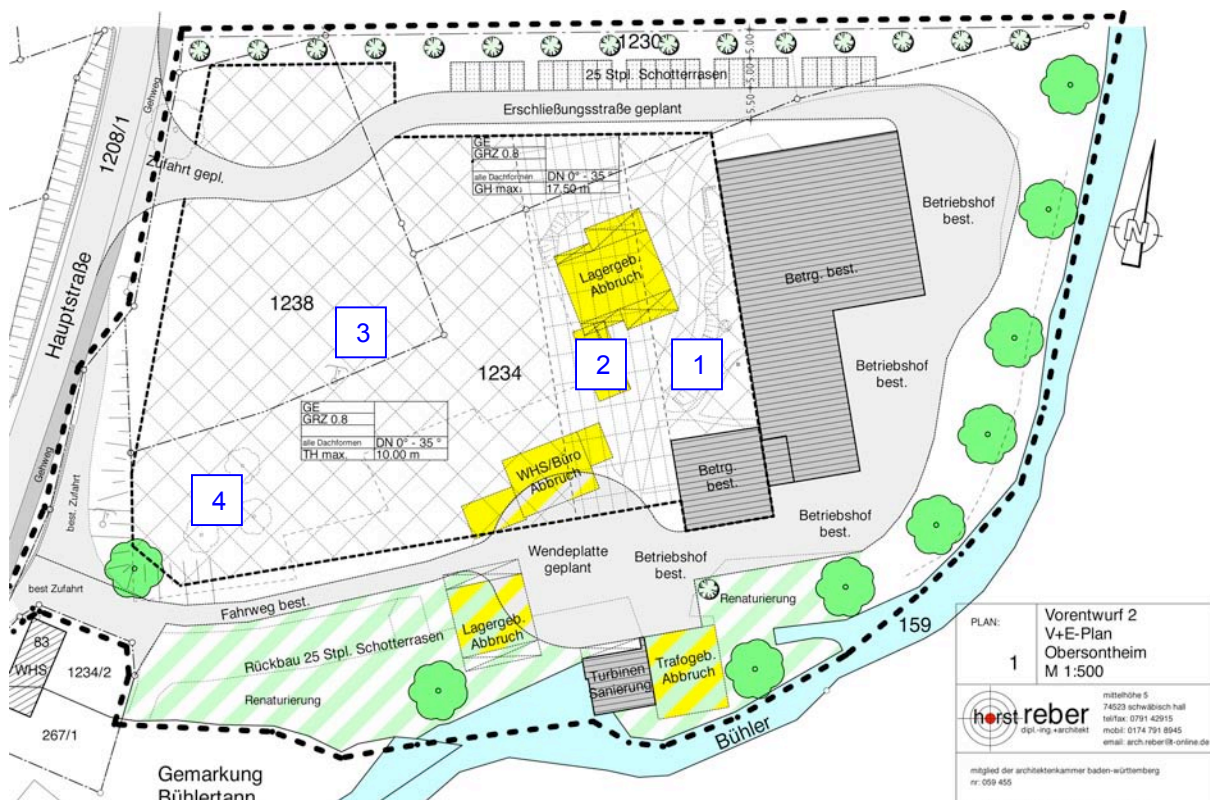 1230
25 Stpl. Schotterrasen
5.50+5.00+5.00+
Erschließungsstraße geplant
Gehweg
1208/1
Zufahrt gepl.
Hauptstraße
GE
GRZ 0.8
alle Dachformen DN 0° - 35 °
GH max. 17.50 m
Betriebshof
best.
N
Lagergeb.
Abbruch
Betrg. best.
1238
3
2
1
1234
Betriebshof
best.
GE
GRZ 0.8
alle Dachformen DN 0° - 35 °
TH max. 10.00 m
WHS/Büro
Abbruch
Betrg.
best.
Gehweg
best. Zufahrt
4
Betriebshof
best.
Wendeplatte
geplant
Betriebshof
best.
best Zufahrt
Fahrweg best.
Renaturierung
Lagergeb.
Abbruch
Rückbau 25 Stpl. Schotterrasen
Renaturierung
83
WHS
1234/2
267/1
Turbinen
Sanierung
Trafogeb.
Abbruch
159
Bühler
Gemarkung
Bühlertann
PLAN:
1
Vorentwurf 2
V+E-Plan
Obersontheim
M 1:500
horst reber
dipl.-ing.+architekt
mittelhöhe 5
74523 schwäbisch hall
tel/fax: 0791 42915
mobil: 0174 791 8945
email: arch.reber@t-online.de
mitglied der architektenkammer baden-württemberg
nr: 059 455